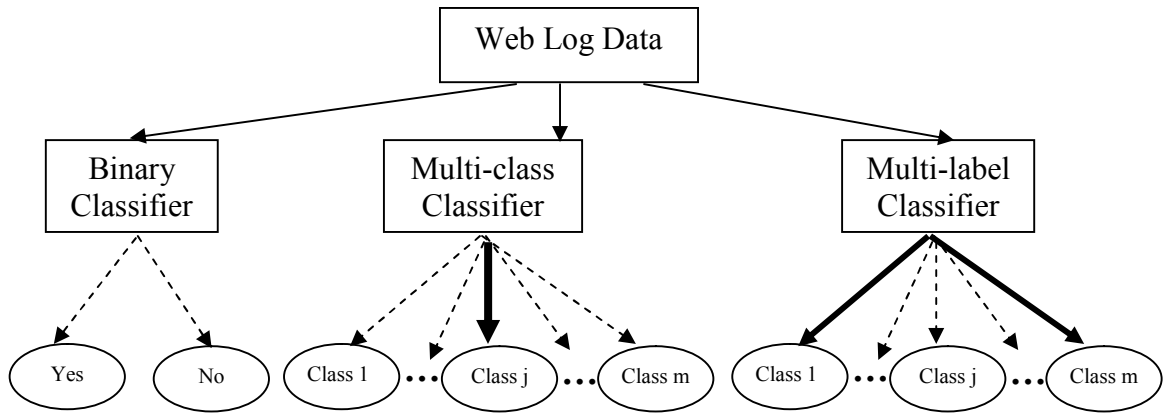 Web Log Data
Binary
Classifier
Multi-class
Classifier
Multi-label
Classifier
Yes
No
Class 1
Class j
Class m
Class 1
Class j
Class m